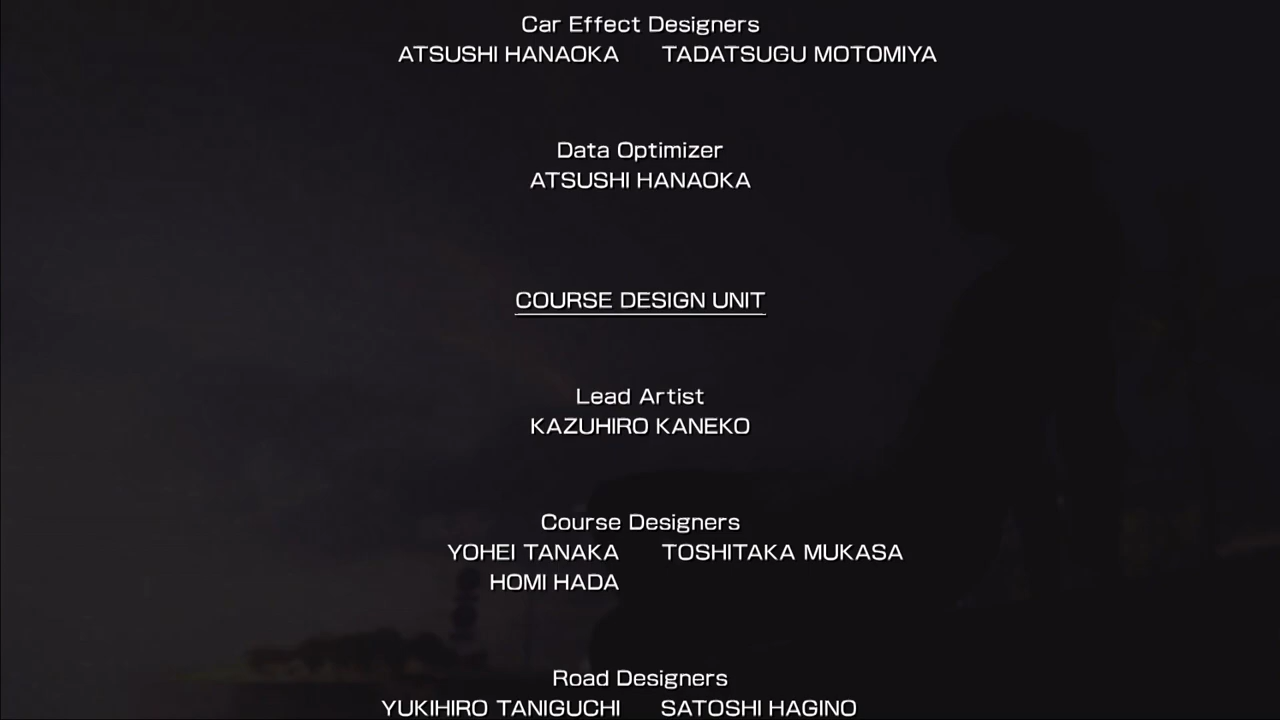 Car Effect Designers
ATSUSHI HANAOKA TADATSUGU MOTOMIYA
Data Optimizer
ATSUSHI HANAOKA
COURSE DESIGN UNIT
Lead Artist
KAZUHIRO KANEKO
Course Designers
YOHEI TANAKA TOSHITAKA MUKASA
HOMI HADA
Road Designers
YUKIHIRO TANIGUCHI SATOSHI HAGINO